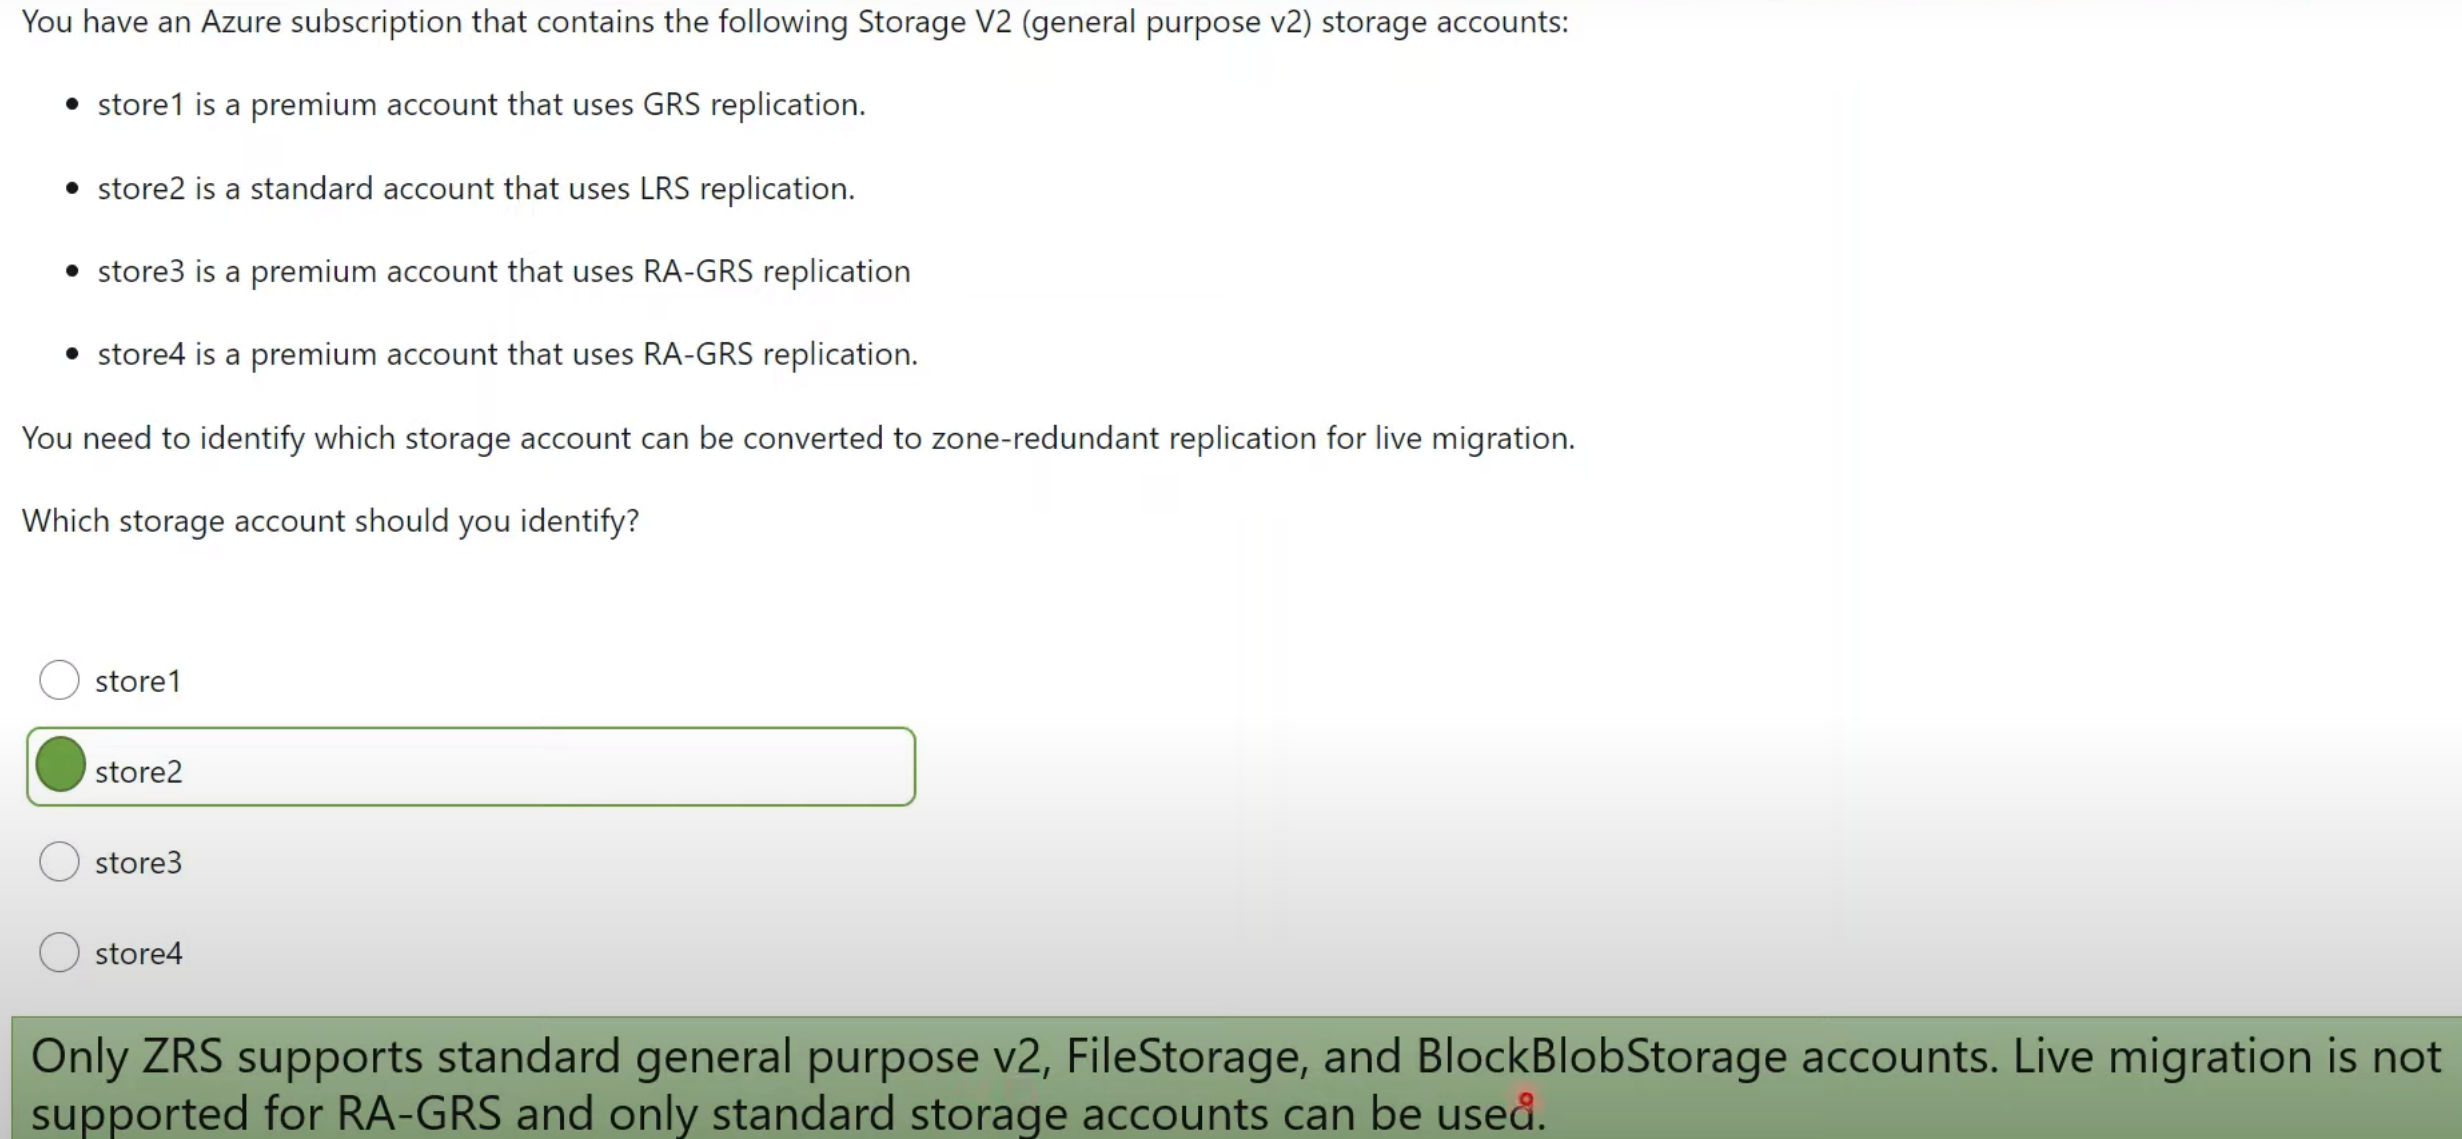 You have an Azure subscription that contains the following Storage V2 (general purpose v2) storage accounts:
• store1 is a premium account that uses GRS replication.
• store2 is a standard account that uses LRS replication.
• store3 is a premium account that uses RA-GRS replication
• store4 is a premium account that uses RA-GRS replication.
You need to identify which storage account can be converted to zone-redundant replication for live migration.
Which storage account should you identify?
store1
store2
store3
store4
Only ZRS supports standard general purpose v2, FileStorage, and BlockBlobStorage accounts. Live migration is not
supported for RA-GRS and only standard storage accounts can be used.